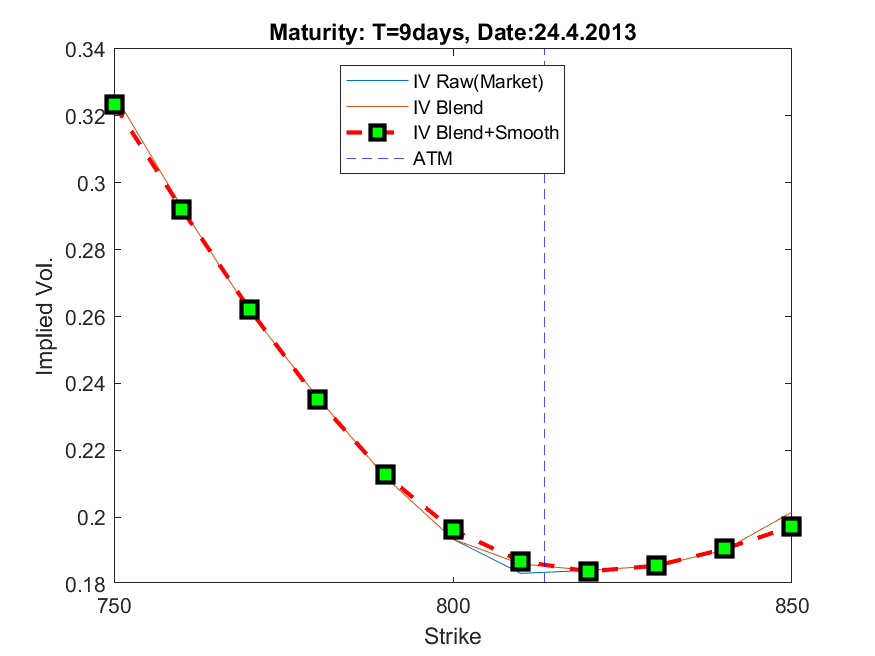 Maturity: T=9days, Date:24.4.2013
0.34
0.32
0.3
0.28
0.26
0.24
0.22
0.2
0.18
Implied Vol.
IV Raw(Market)
IV Blend
IV Blend+Smooth
ATM
750
800
850
Strike